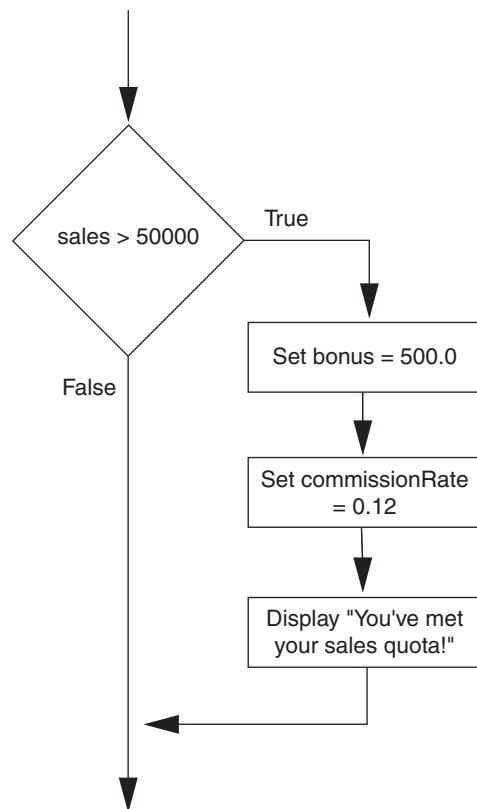 sales > 50000
True
Set bonus = 500.0
False
Set commissionRate
= 0.12
Display "You've met
your sales quota!"